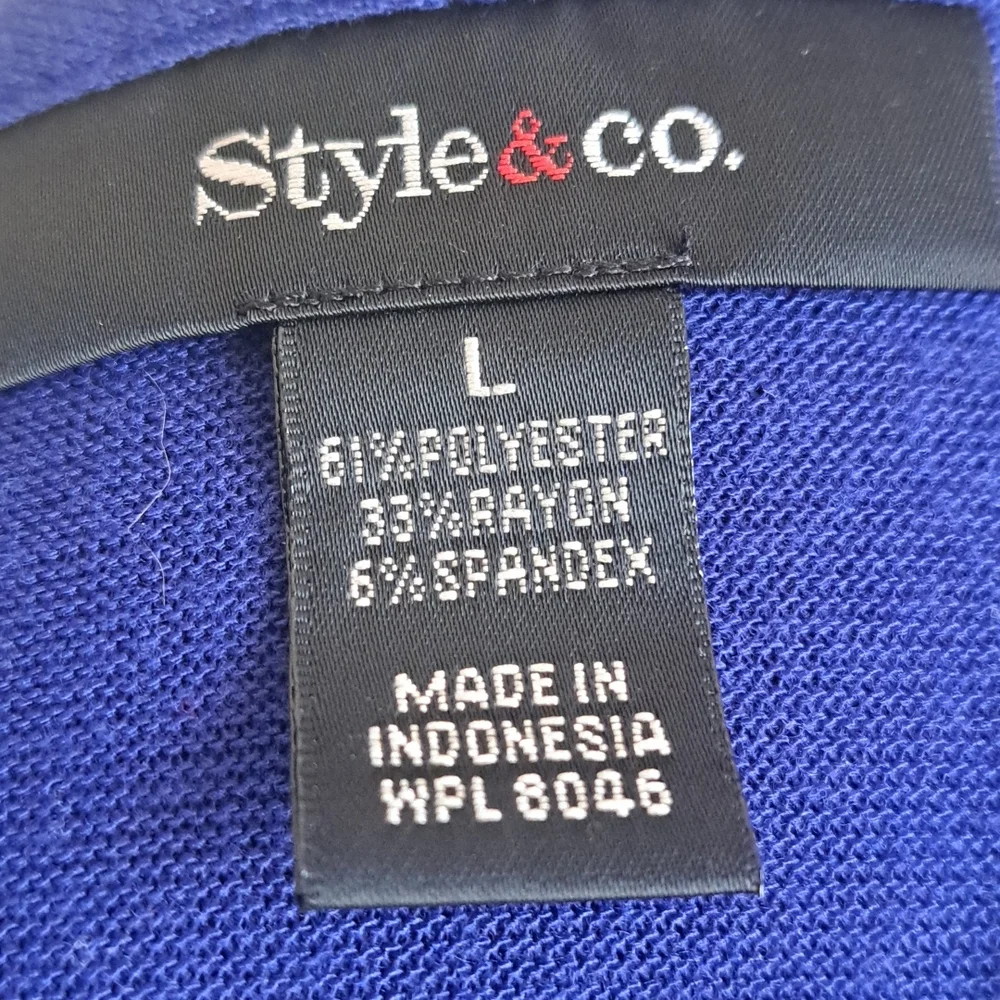 Style&co.
L
61%POLYESTER
33%RAYON
6%SPANDEX
MADE IN
INDONESIA
WPL 8046